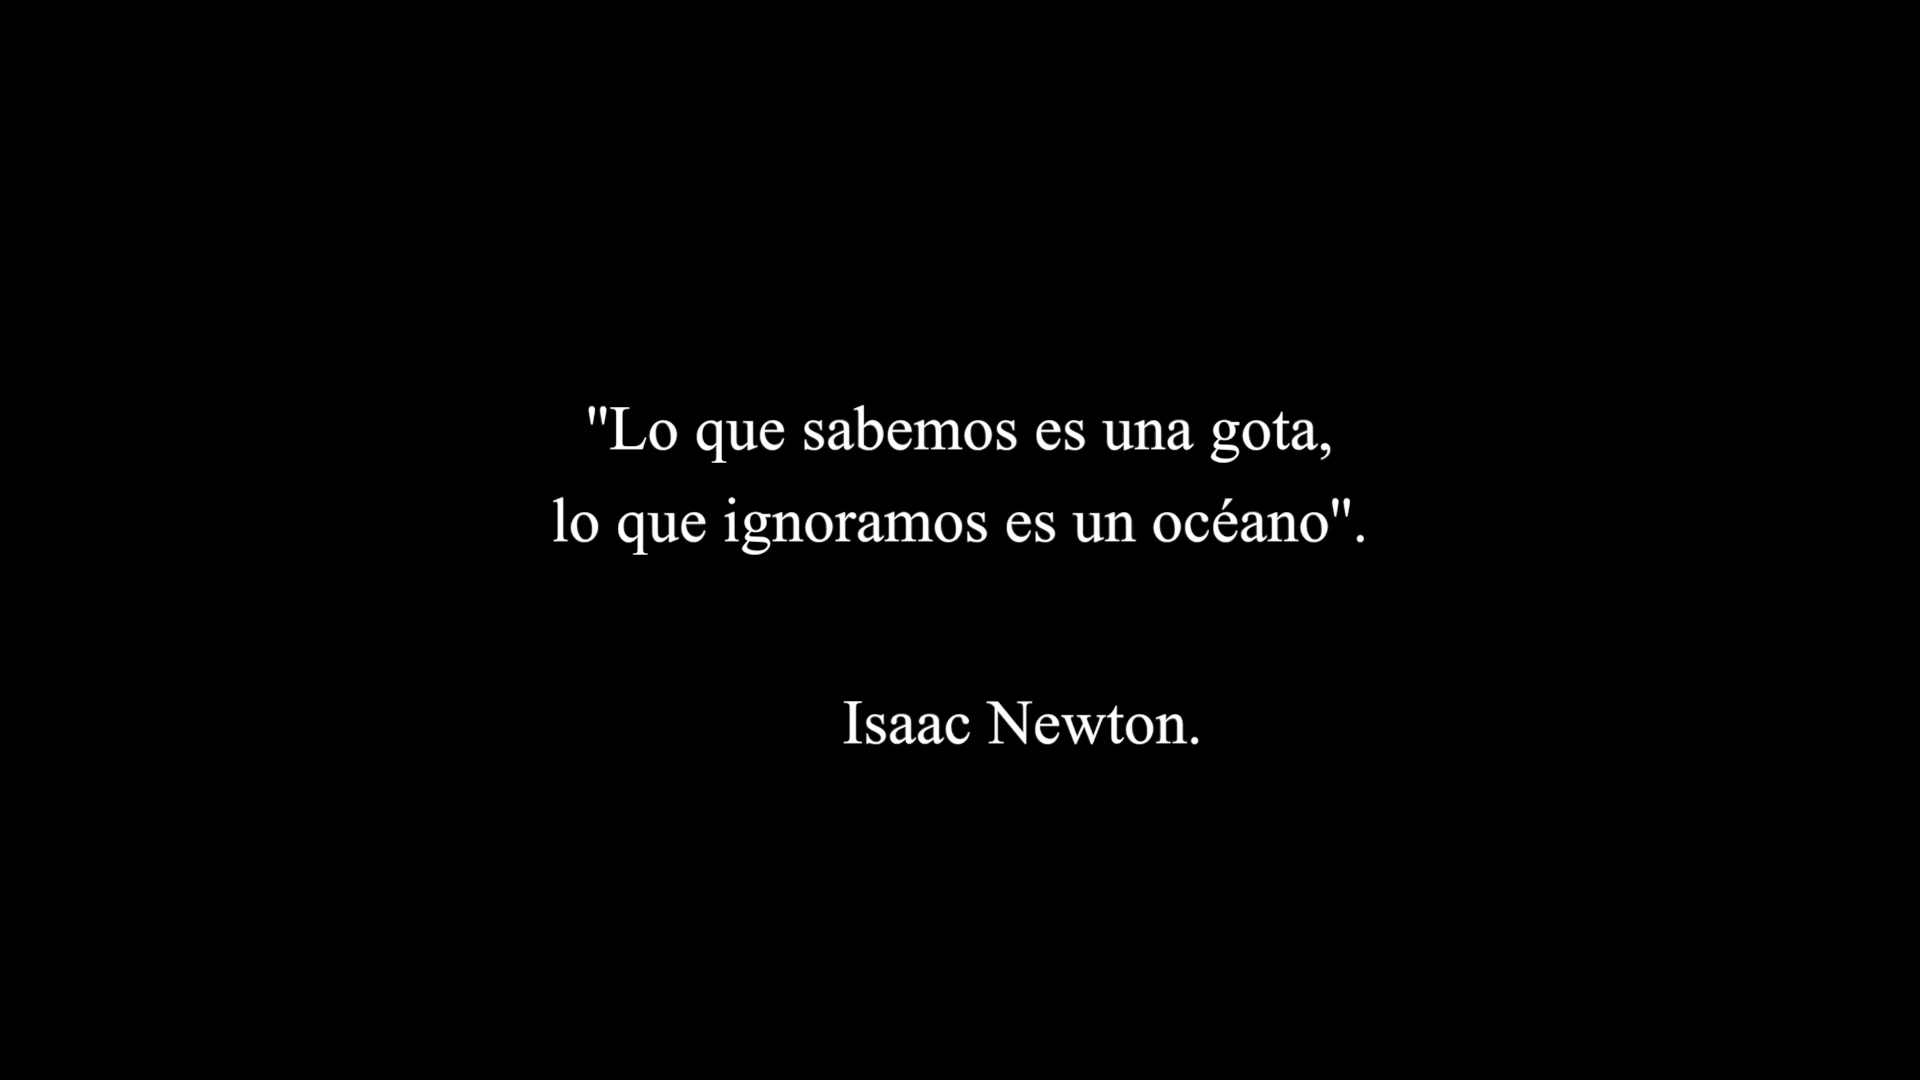 "Lo que sabemos es una gota,
lo que ignoramos es un océano".
Isaac Newton.